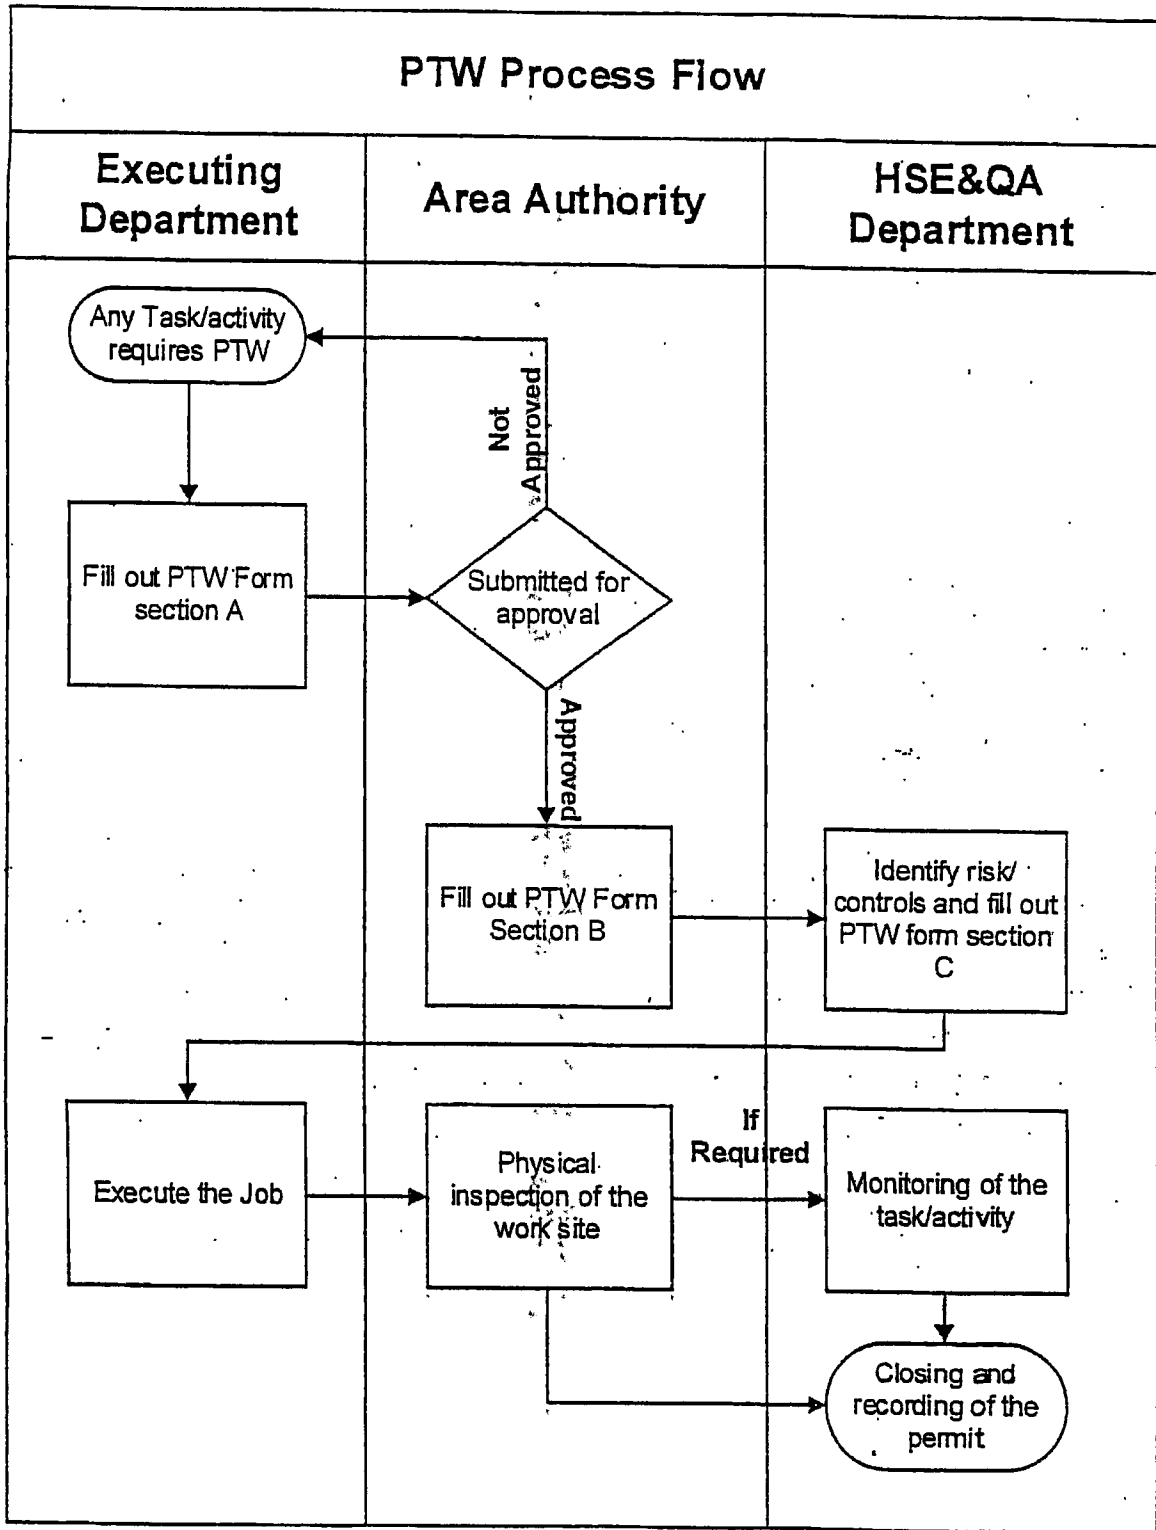 PTW Process Flow
Executing
Department
Area Authority
HSE&QA
Department
Any Task/activity
requires PTW
Not
Approved
Fill out PTW Form
section A
Submitted for
approval
Approved
Fill out PTW Form
Section B
Identify risk/
controls and fill out
PTW form section
C
Execute the Job
Physical
inspection of the
work site
If
Required
Monitoring of the
task/activity
Closing and
recording of the
permit